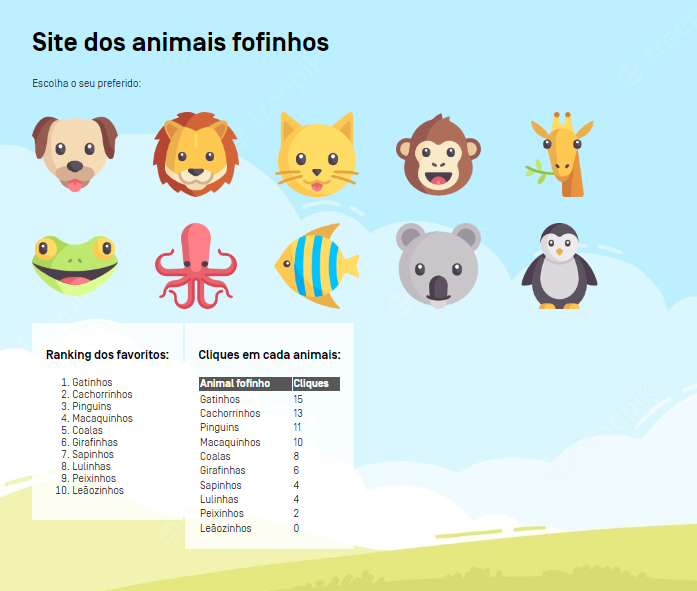 Site dos animais fofinhos
Escolha o seu preferido:
Ranking dos favoritos:
1. Gatinhos
2. Cachorrinhos
3. Pinguins
4. Macaquinhos
5. Coalas
6. Girafinhas
7. Sapinhos
8. Lulinhas
9. Peixinhos
10. Leãozinhos
Cliques em cada animais:
Animal fofinho Cliques
Gatinhos 15
Cachorrinhos 13
Pinguins 11
Macaquinhos 10
Coalas 8
Girafinhas 6
Sapinhos 4
Lulinhas 4
Peixinhos 2
Leãozinhos 0